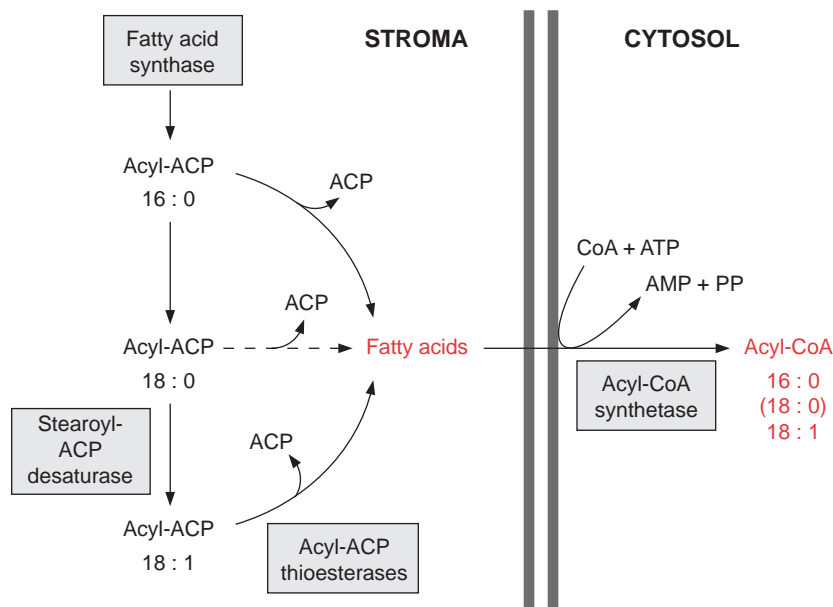 Fatty acid
synthase
STROMA
CYTOSOL
Acyl-ACP
16 : 0
ACP
CoA + ATP
AMP + PP
ACP
Acyl-ACP
18 : 0
Fatty acids
Acyl-CoA
16 : 0
(18 : 0)
18 : 1
Acyl-CoA
synthetase
Stearoyl-
ACP
desaturase
ACP
Acyl-ACP
18 : 1
Acyl-ACP
thioesterases